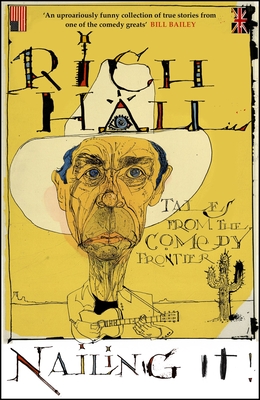 'An uproariously funny collection of true stories from
one of the comedy greats' BILL BAILEY
RICH
HALL
TALES
FROM THE
COMEDY
FRONTIER
NAILING IT!